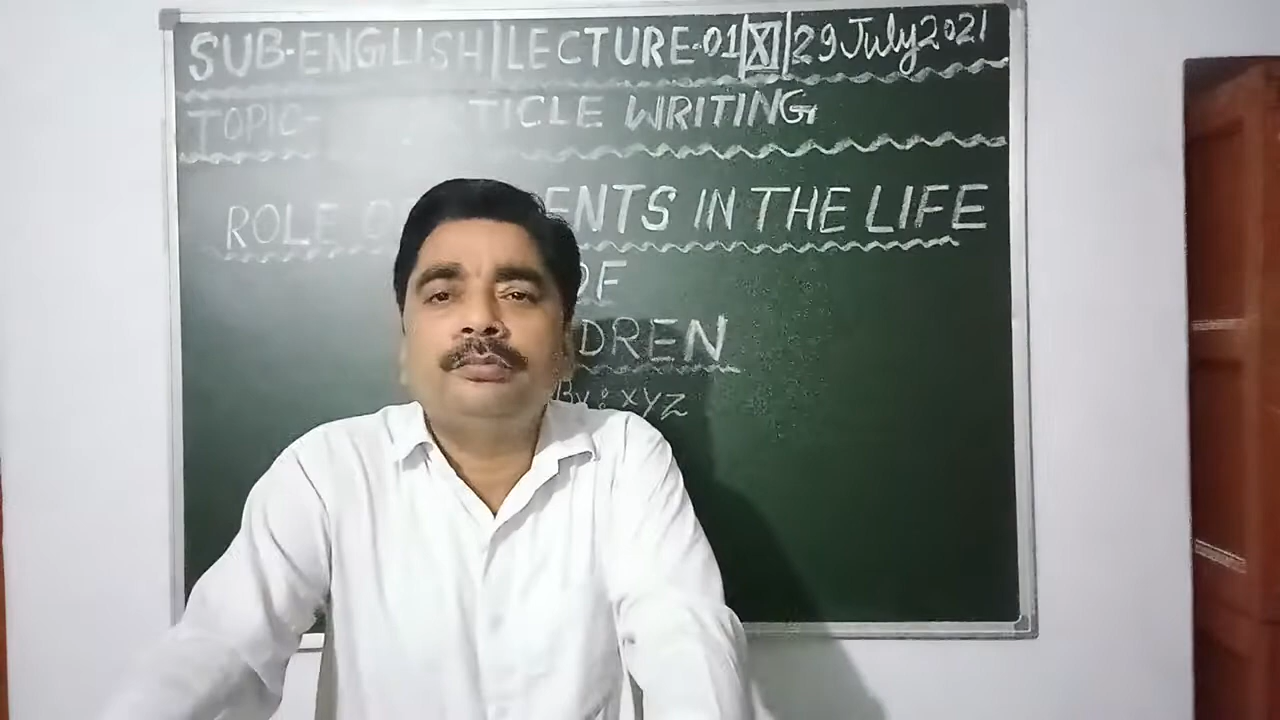 SUB-ENGLISH|LECTURE-01|XI|29 July 2021
TOPIC- TICLE WRITING
ROLE O ENTS IN THE LIFE
OF
DREN
By: xyz